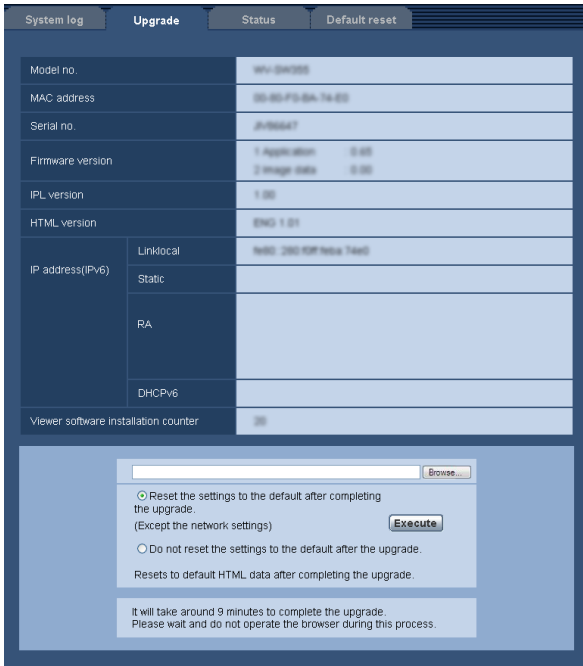 System log Upgrade Status Default reset
Model no.
MAC address
Serial no.
Firmware version
IPL version
HTML version
IP address(IPv6)
Linklocal
Static
RA
DHCPv6
Viewer software installation counter
Browse...
Reset the settings to the default after completing
the upgrade.
(Except the network settings)
Execute
Do not reset the settings to the default after the upgrade.
Resets to default HTML data after completing the upgrade.
It will take around 9 minutes to complete the upgrade.
Please wait and do not operate the browser during this process.